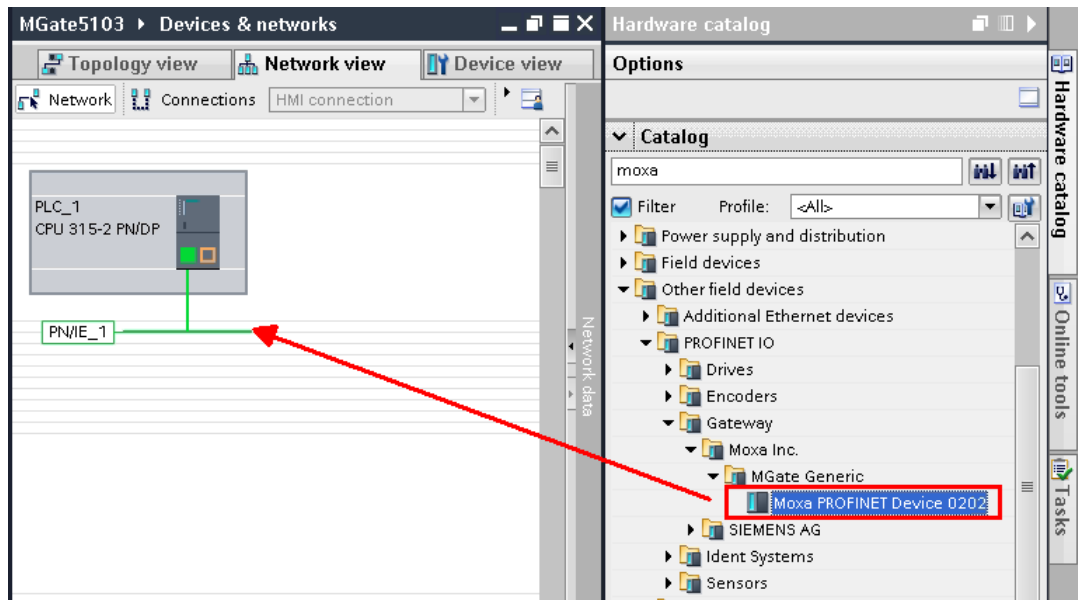 MGate5103 ▸ Devices & networks
Topology view
Network view
Device view
Network
Connections
HMI connection
PLC_1
CPU 315-2 PN/DP
PN/IE_1
Network data
Hardware catalog
Options
Catalog
moxa
Filter
Profile:
<All>
Power supply and distribution
Field devices
Other field devices
Additional Ethernet devices
PROFINET IO
Drives
Encoders
Gateway
Moxa Inc.
MGate Generic
Moxa PROFINET Device 0202
SIEMENS AG
Ident Systems
Sensors
Hardware catalog
Online tools
Tasks